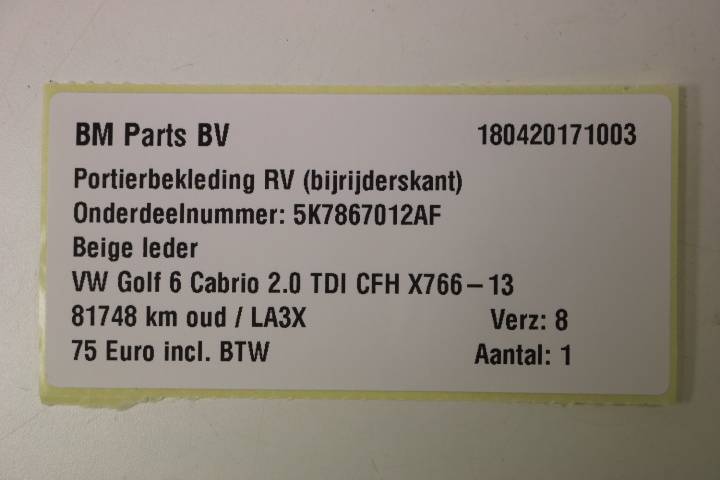 BM Parts BV 180420171003
Portierbekleding RV (bijrijderskant)
Onderdeelnummer: 5K7867012AF
Beige leder
VW Golf 6 Cabrio 2.0 TDI CFH X766-13
81748 km oud / LA3X Verz: 8
75 Euro incl. BTW Aantal: 1